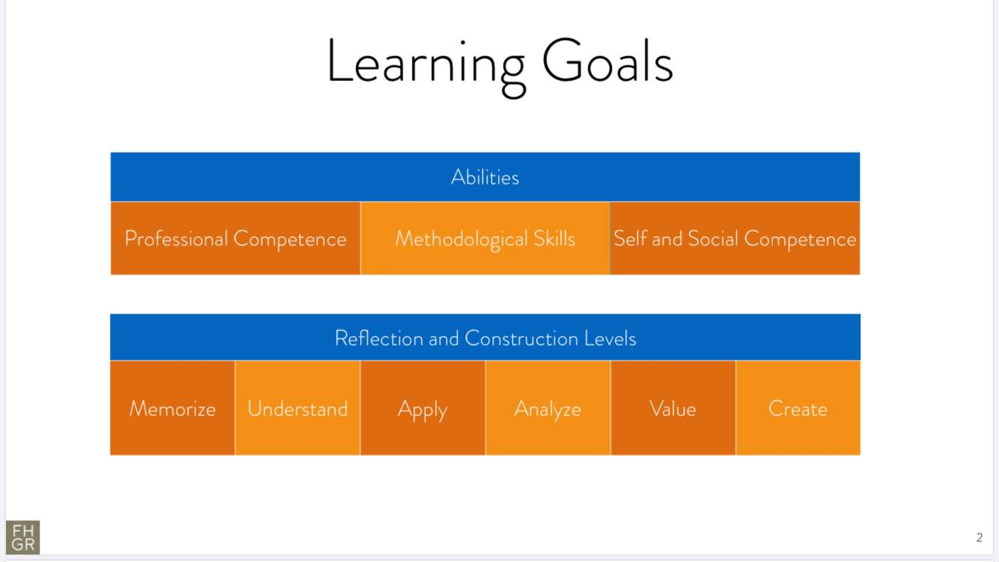 Learning Goals
Abilities
Professional Competence
Methodological Skills
Self and Social Competence
Reflection and Construction Levels
Memorize
Understand
Apply
Analyze
Value
Create
FH
GR
2